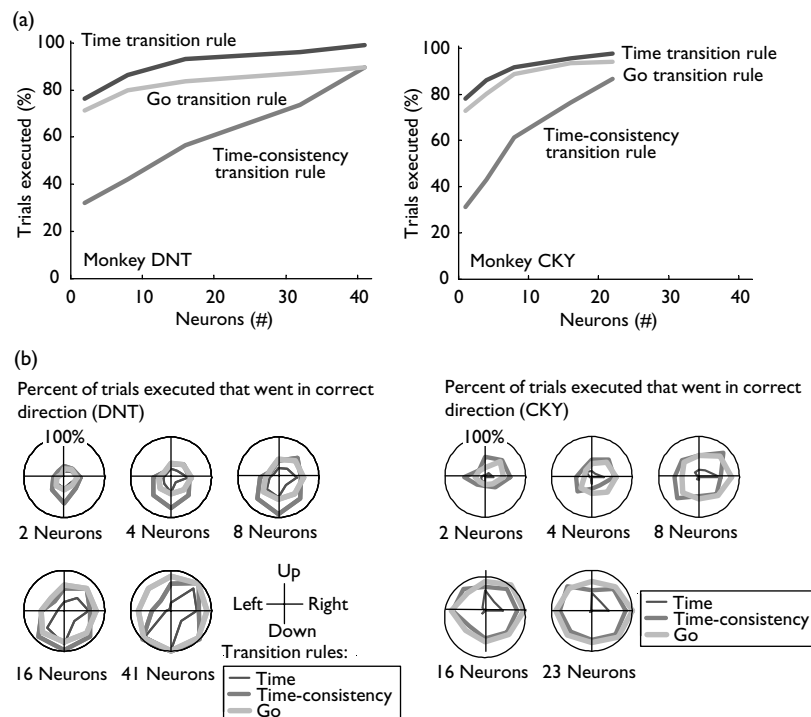 (a)
100
80
60
40
20
0
Trials executed (%)
Time transition rule
Go transition rule
Time-consistency
transition rule
Monkey DNT
0 10 20 30 40
Neurons (#)
100
80
60
40
20
0
Trials executed (%)
Time transition rule
Go transition rule
Time-consistency
transition rule
Monkey CKY
0 10 20 30 40
Neurons (#)
(b)
Percent of trials executed that went in correct
direction (DNT)
100%
2 Neurons 4 Neurons 8 Neurons
16 Neurons 41 Neurons
Up
Left Right
Down
Transition rules:
Time
Time-consistency
Go
Percent of trials executed that went in correct
direction (CKY)
100%
2 Neurons 4 Neurons 8 Neurons
16 Neurons 23 Neurons
Time
Time-consistency
Go